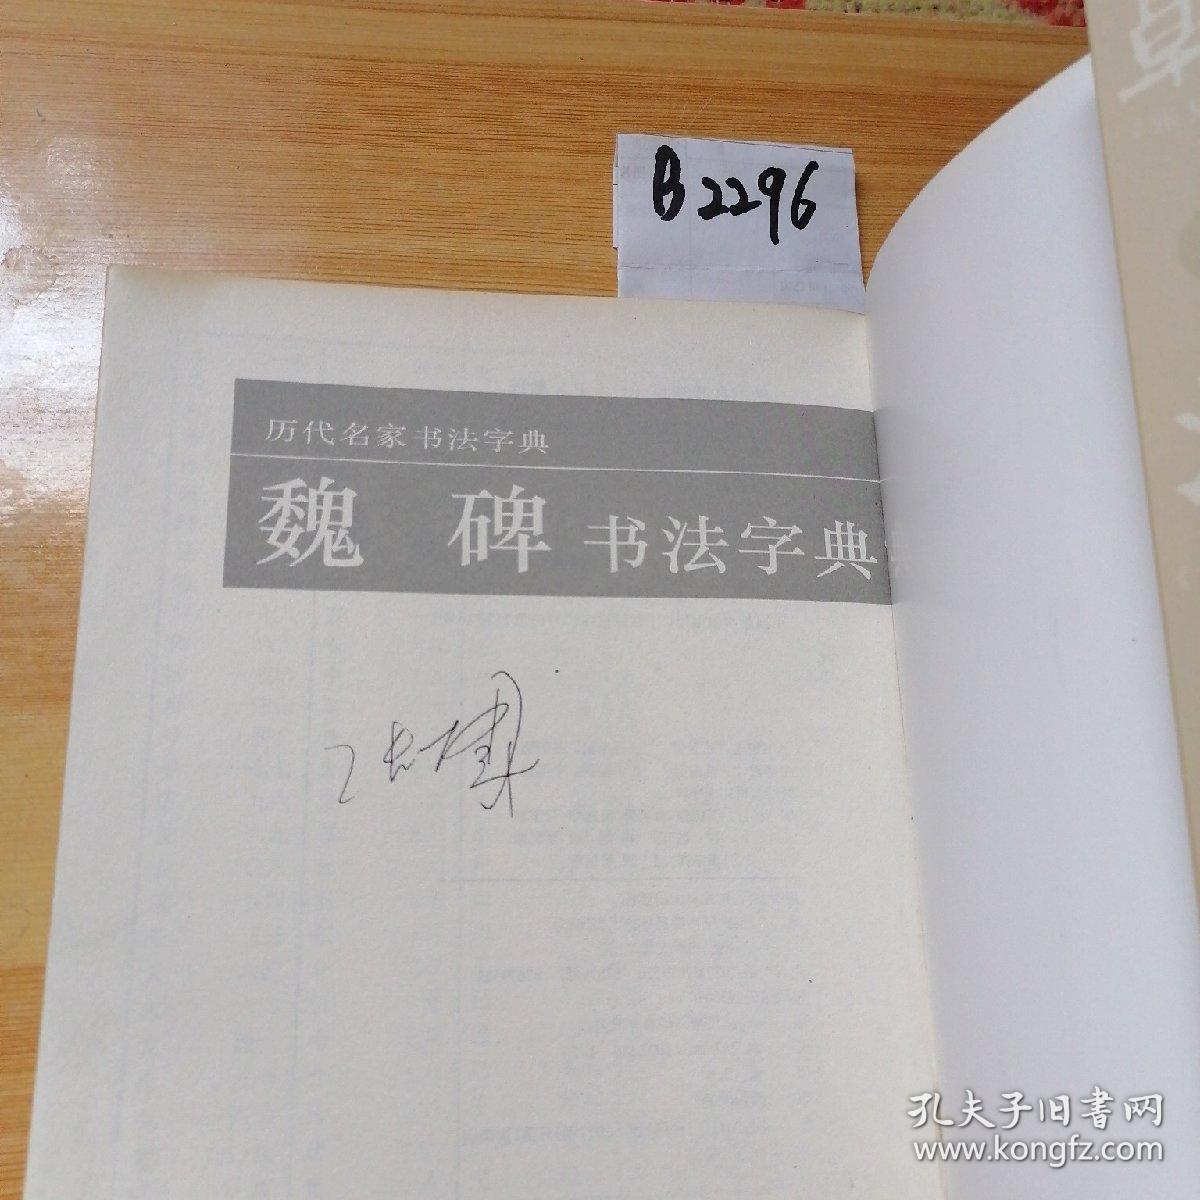 B2296
历代名家书法字典
魏 碑 书法字典
孔夫子旧书网
www.kongfz.com